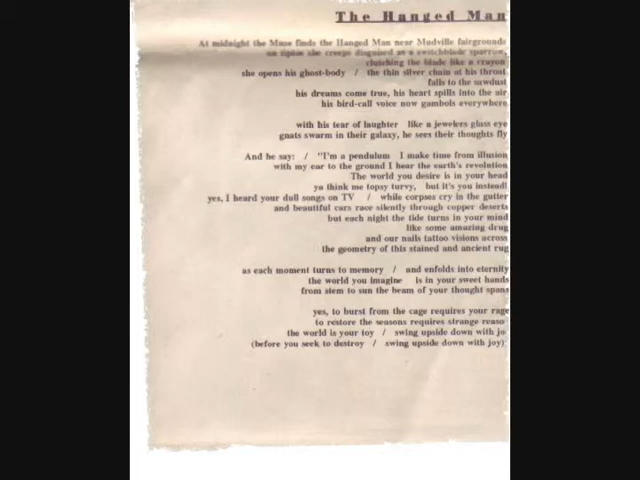 The Hanged Man
At midnight the Muse finds the Hanged Man near Mudville fairgrounds
on tiptoe she creeps disguised as a switchblade sparrow,
clutching the blade like a crayon
she opens his ghost-body / the thin silver chain at his throat
falls to the sawdust
his dreams come true, his heart spills into the air
his bird-call voice now gambols everywhere
with his tear of laughter like a jewelers glass eye
gnats swarm in their galaxy, he sees their thoughts fly
And he say: / "I'm a pendulum I make time from illusion
with my ear to the ground I hear the earth's revolution
The world you desire is in your head
ya think me topsy turvy, but it's you instead!
yes, I heard your dull songs on TV / while corpses cry in the gutter
and beautiful cars race silently through copper deserts
but each night the tide turns in your mind
like some amazing drug
and our nails tattoo visions across
the geometry of this stained and ancient rug
as each moment turns to memory / and enfolds into eternity
the world you imagine is in your sweet hands
from stem to sun the beam of your thought spans
yes, to burst from the cage requires your rage
to restore the seasons requires strange reaso
the world is your toy / swing upside down with jo
(before you seek to destroy / swing upside down with joy)